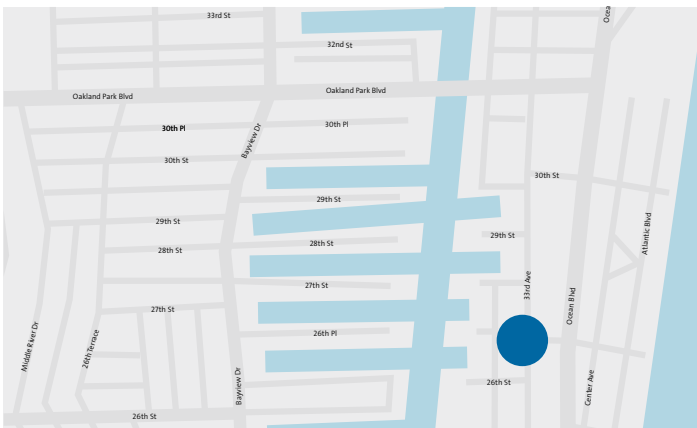 33rd St
Ocea
32nd St
Oakland Park Blvd
Oakland Park Blvd
30th Pl
30th Pl
Bayview Dr
30th St
30th St
29th St
29th St
29th St
28th St
28th St
Atlantic Blvd
27th St
33rd Ave
27th St
Ocean Blvd
26th Pl
Middle River Dr
26th Terrace
Bayview Dr
26th St
Center Ave
26th St